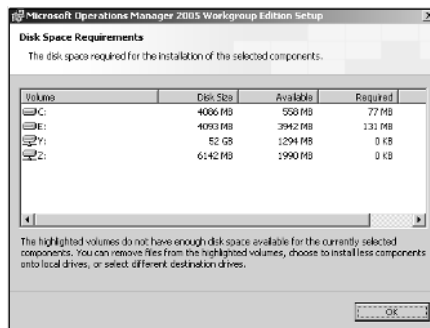 Microsoft Operations Manager 2005 Workgroup Edition Setup
Disk Space Requirements
The disk space required for the installation of the selected components.
Volume Disk Size Available Required
C: 4086 MB 558 MB 77 MB
E: 4093 MB 3942 MB 131 MB
Y: 52 GB 1294 MB 0 KB
Z: 6142 MB 1990 MB 0 KB
The highlighted volumes do not have enough disk space available for the currently selected
components. You can remove files from the highlighted volumes, choose to install less components
onto local drives, or select different destination drives.
OK